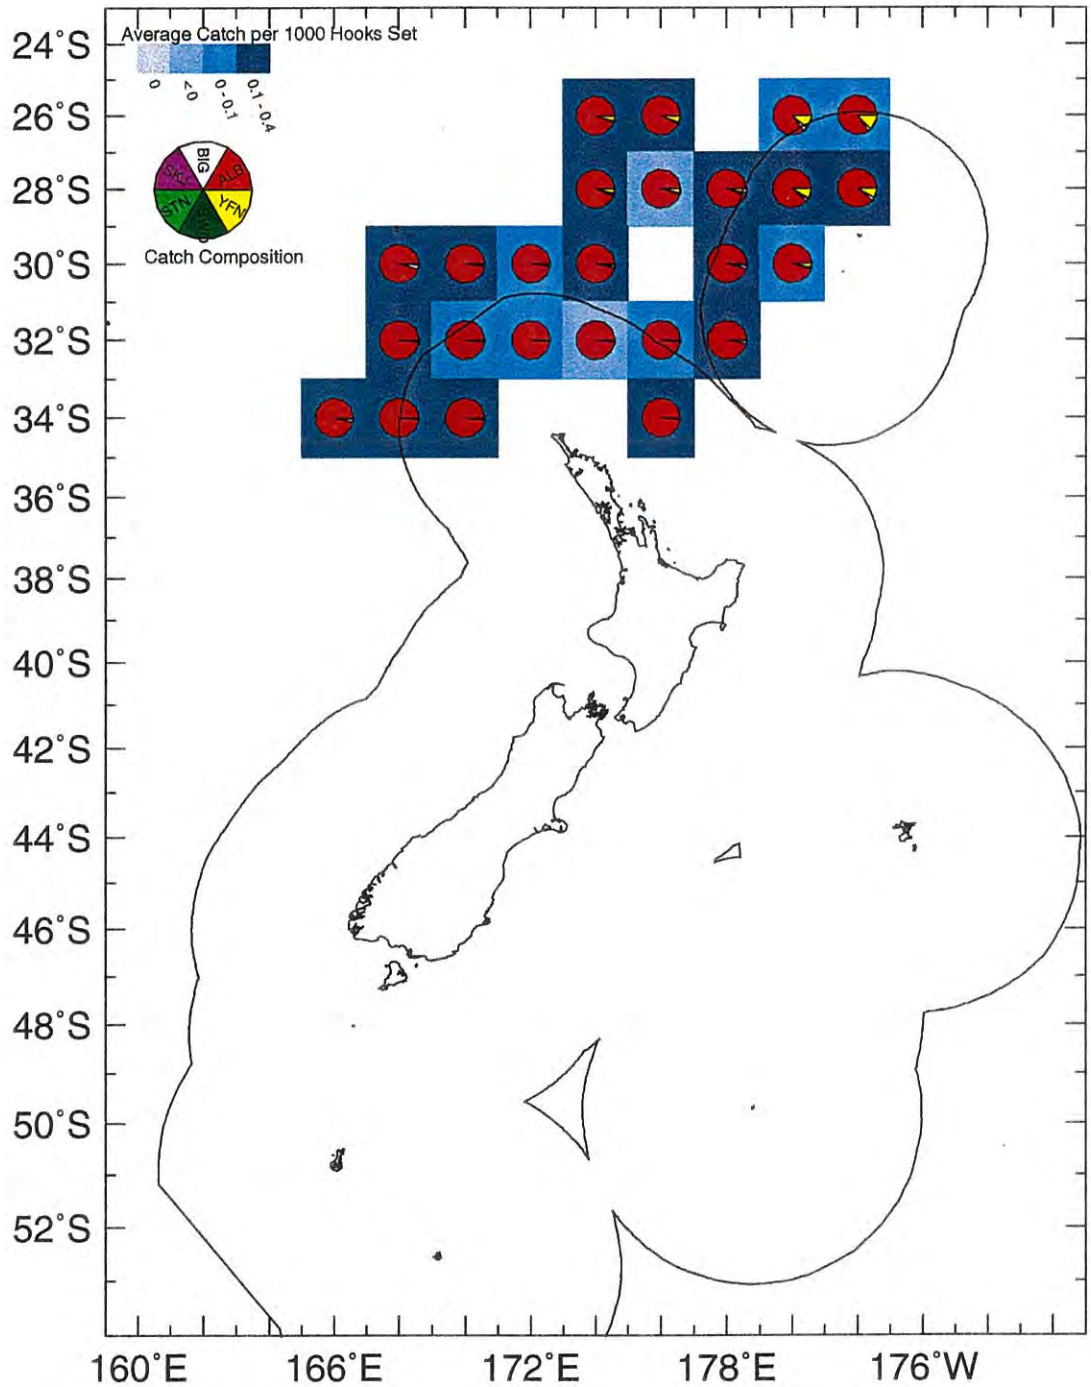 24°S
Average Catch per 1000 Hooks Set
0
<0
0 - 0.1
0.1 - 0.4
26°S
BIG
SKJ
ALB
28°S
STN
YFN
SWO
Catch Composition
30°S
32°S
34°S
36°S
38°S
40°S
42°S
44°S
46°S
48°S
50°S
52°S
160°E 166°E 172°E 178°E 176°W